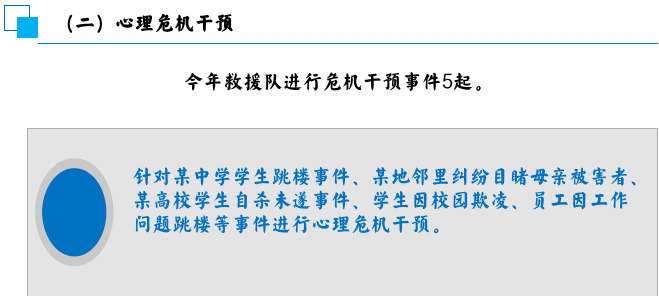 （二）心理危机干预
今年救援队进行危机干预事件5起。
针对某中学学生跳楼事件、某地邻里纠纷目睹母亲被害者、
某高校学生自杀未遂事件、学生因校园欺凌、员工因工作
问题跳楼等事件进行心理危机干预。